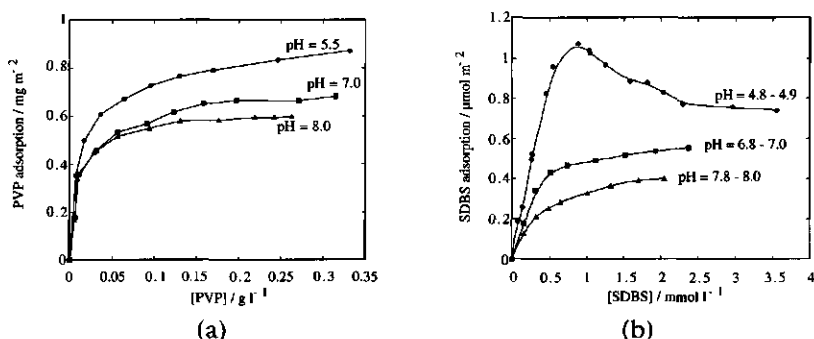 1
0.8
0.6
0.4
0.2
0
PVP adsorption / mg m⁻²
pH = 5.5
pH = 7.0
pH = 8.0
0 0.05 0.1 0.15 0.2 0.25 0.3 0.35
[PVP] / g l⁻¹
(a)
1.2
1
0.8
0.6
0.4
0.2
0
SDBS adsorption / μmol m⁻²
pH = 4.8 - 4.9
pH = 6.8 - 7.0
pH = 7.8 - 8.0
0 0.5 1 1.5 2 2.5 3 3.5 4
[SDBS] / mmol l⁻¹
(b)